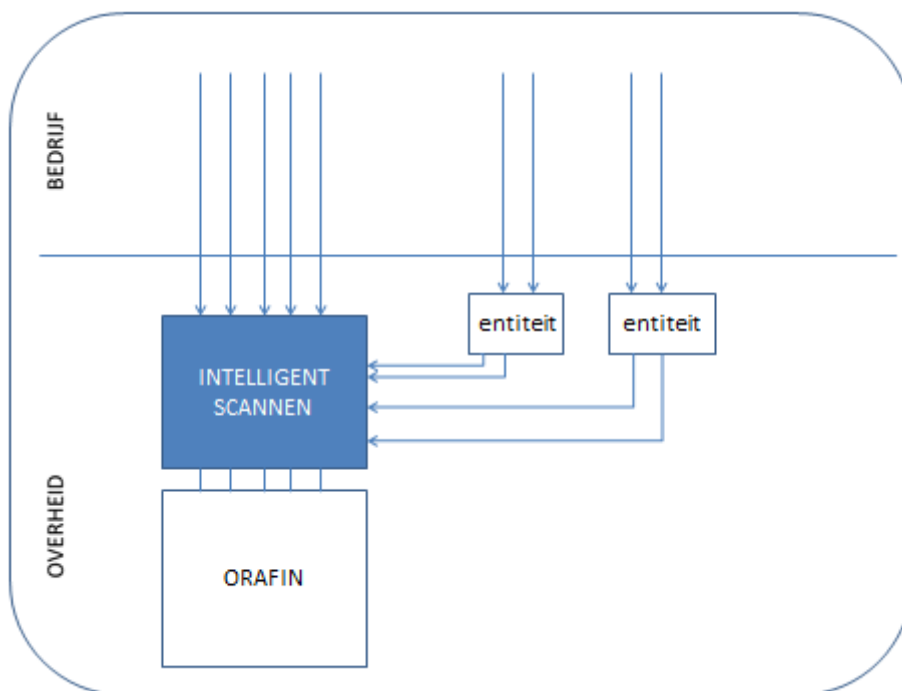 BEDRIJF
entiteit
entiteit
INTELLIGENT
SCANNEN
OVERHEID
ORAFIN